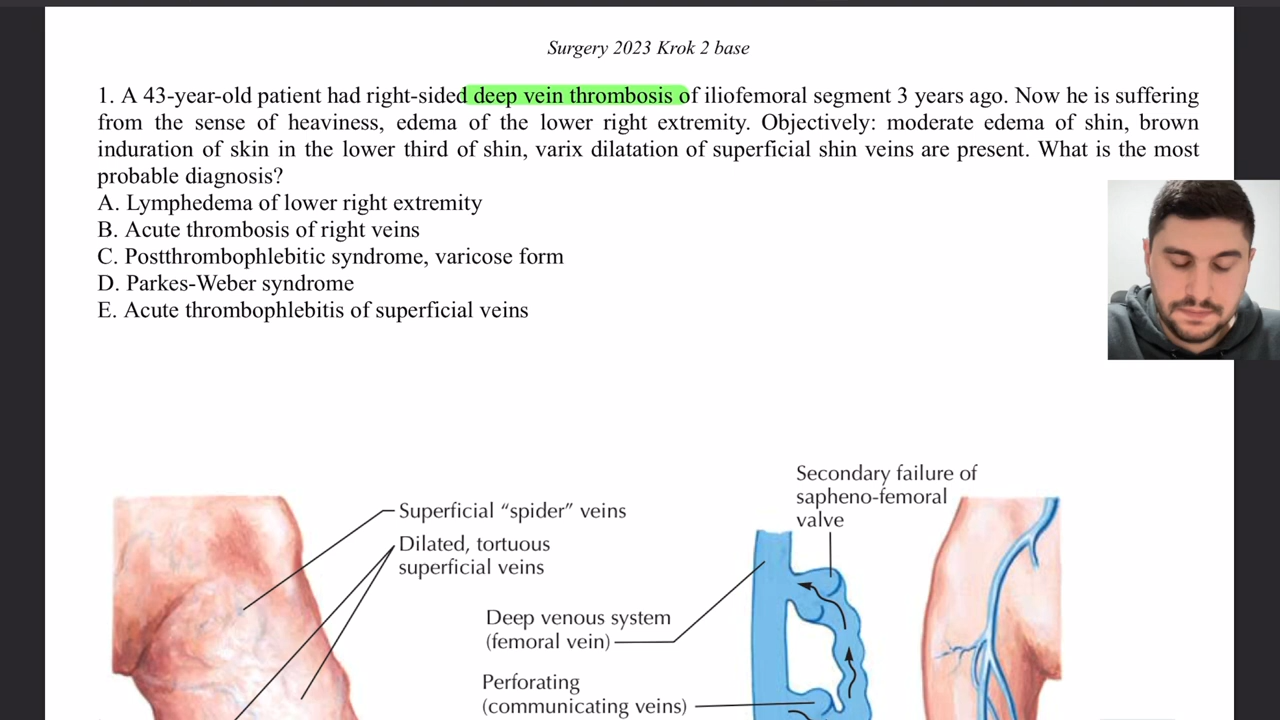 Surgery 2023 Krok 2 base
1. A 43-year-old patient had right-sided deep vein thrombosis of iliofemoral segment 3 years ago. Now he is suffering
from the sense of heaviness, edema of the lower right extremity. Objectively: moderate edema of shin, brown
induration of skin in the lower third of shin, varix dilatation of superficial shin veins are present. What is the most
probable diagnosis?
A. Lymphedema of lower right extremity
B. Acute thrombosis of right veins
C. Postthrombophlebitic syndrome, varicose form
D. Parkes-Weber syndrome
E. Acute thrombophlebitis of superficial veins
Secondary failure of
sapheno-femoral
valve
Superficial “spider” veins
Dilated, tortuous
superficial veins
Deep venous system
(femoral vein)
Perforating
(communicating veins)